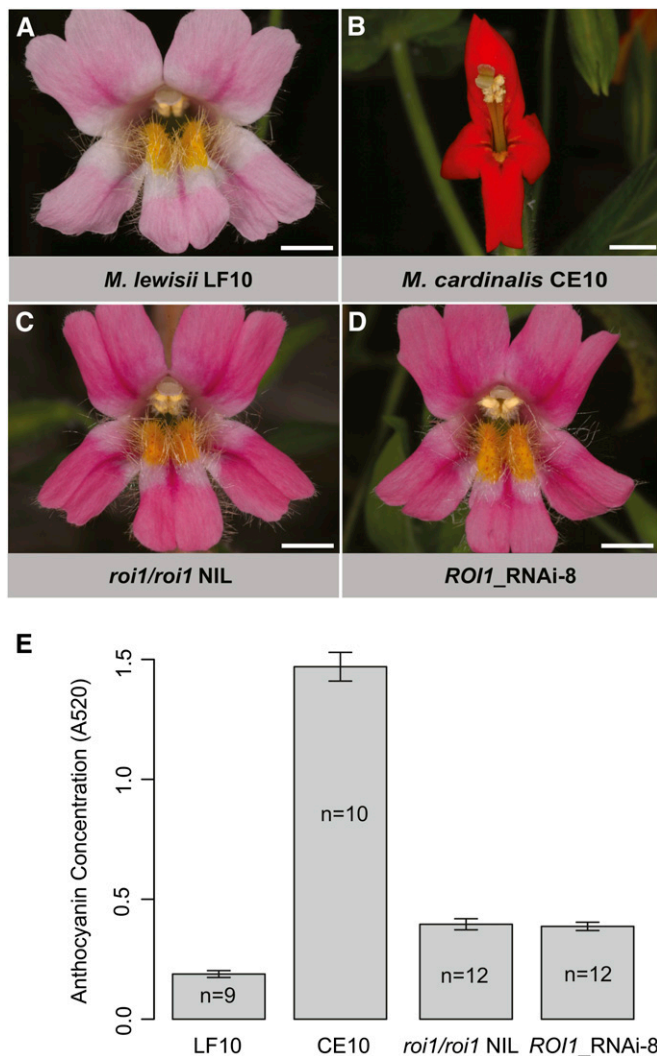 A
B
M. lewisii LF10
M. cardinalis CE10
C
D
roi1/roi1 NIL
ROI1_RNAi-8
E
Anthocyanin Concentration (A520)
1.5
1.0
0.5
0.0
n=9
n=10
n=12
n=12
LF10
CE10
roi1/roi1 NIL
ROI1_RNAi-8